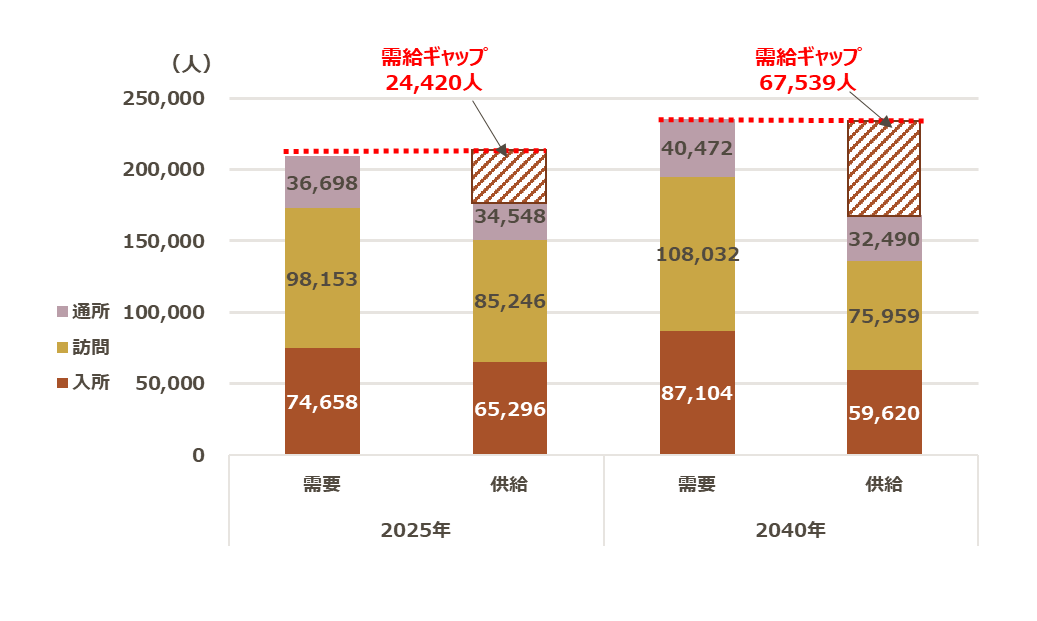 （人）
需給ギャップ
24,420人
需給ギャップ
67,539人
250,000
200,000
150,000
100,000
50,000
0
通所
訪問
入所
36,698
98,153
74,658
34,548
85,246
65,296
40,472
108,032
87,104
32,490
75,959
59,620
需要
供給
需要
供給
2025年
2040年